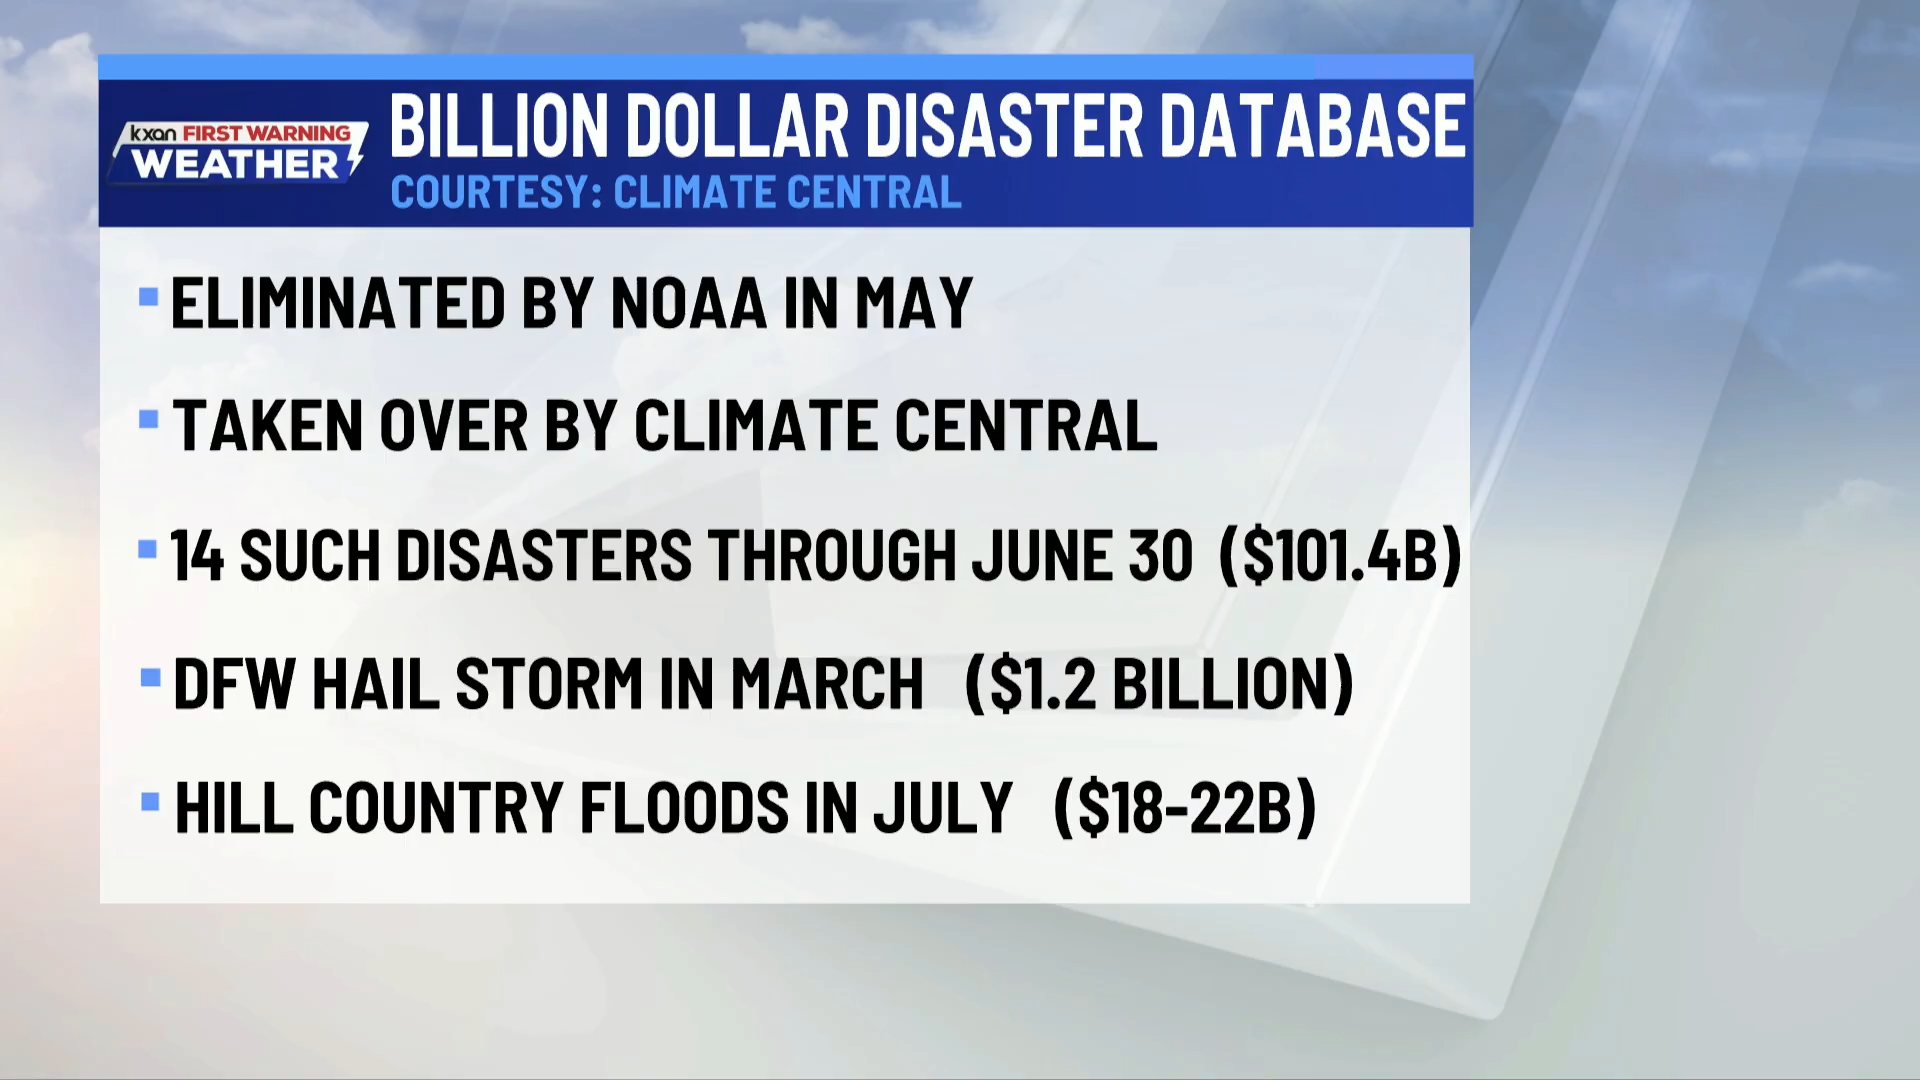 kxan FIRST WARNING
WEATHER
BILLION DOLLAR DISASTER DATABASE
COURTESY: CLIMATE CENTRAL
ELIMINATED BY NOAA IN MAY
TAKEN OVER BY CLIMATE CENTRAL
14 SUCH DISASTERS THROUGH JUNE 30 ($101.4B)
DFW HAIL STORM IN MARCH ($1.2 BILLION)
HILL COUNTRY FLOODS IN JULY ($18-22B)